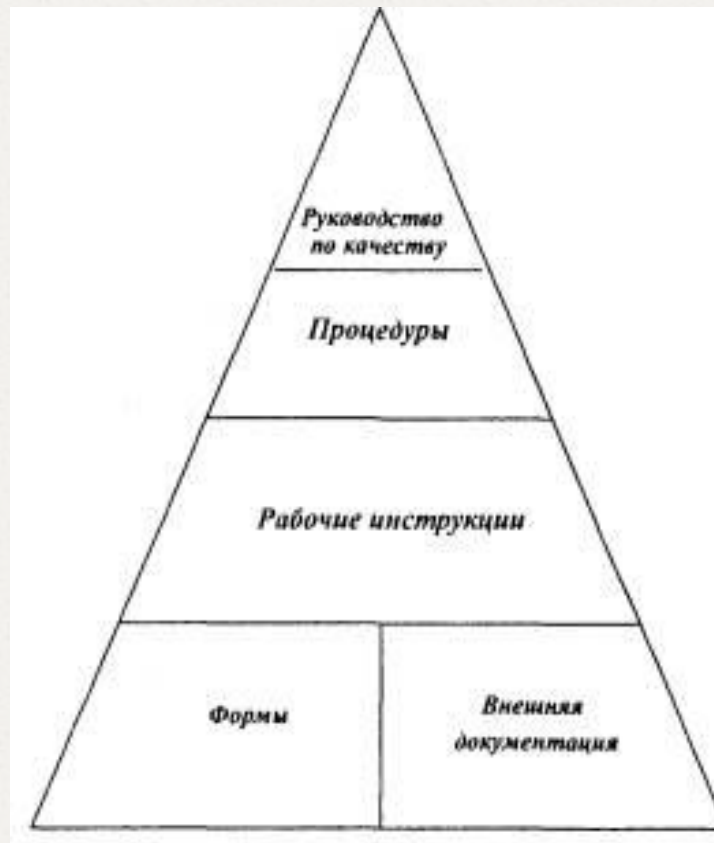 Руководство
по качеству
Процедуры
Рабочие инструкции
Формы
Внешняя
документация